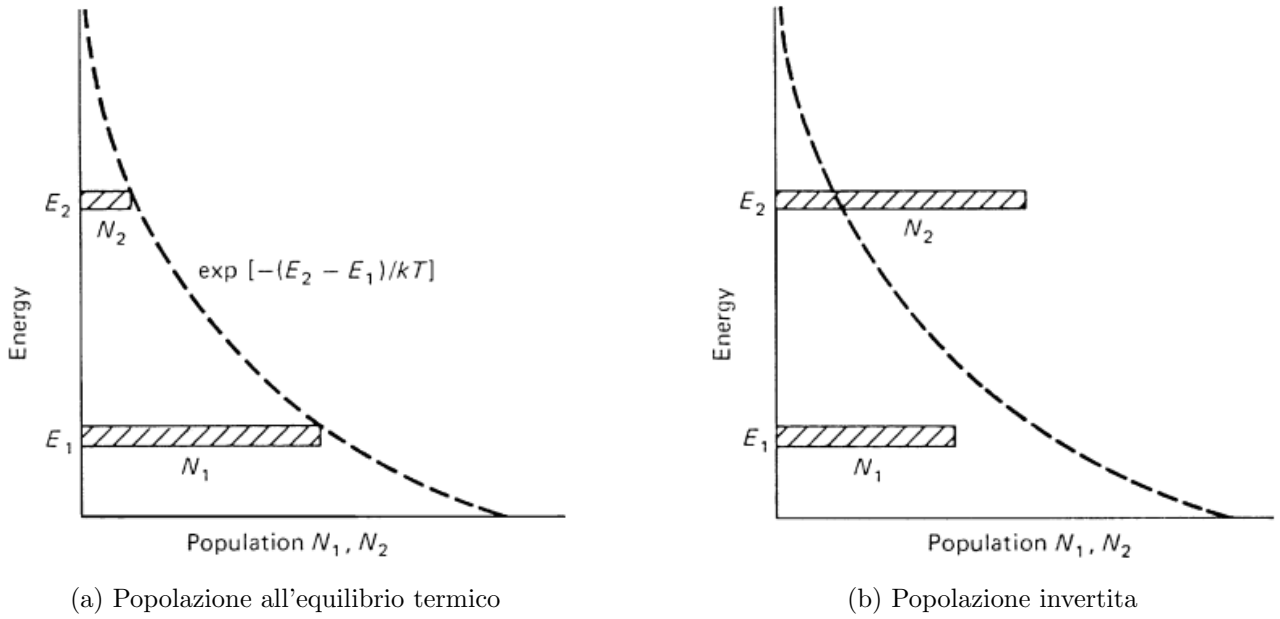 Energy
E₂
N₂
exp [−(E₂ − E₁)/kT]
E₁
N₁
Population N₁, N₂
(a) Popolazione all'equilibrio termico
Energy
E₂
N₂
E₁
N₁
Population N₁, N₂
(b) Popolazione invertita